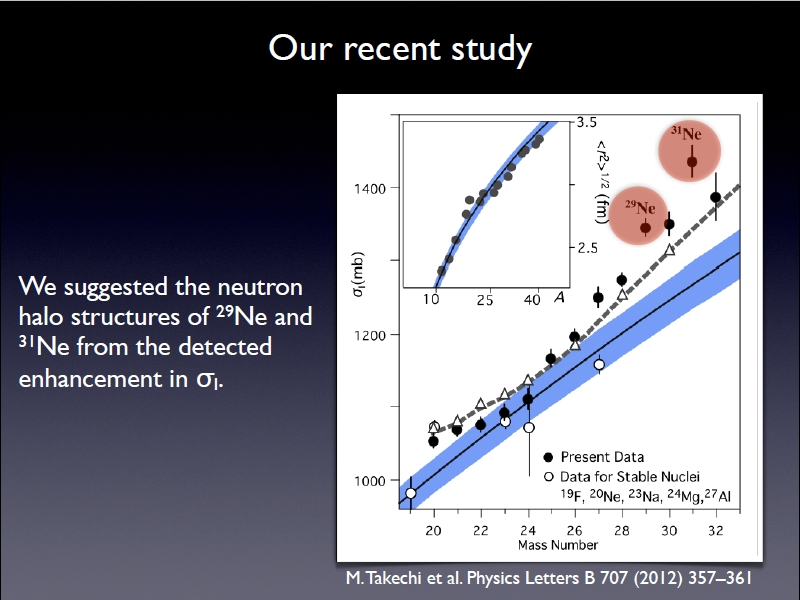 Our recent study
We suggested the neutron
halo structures of ²⁹Ne and
³¹Ne from the detected
enhancement in σI.
3.5
2.5
<r²>¹/² (fm)
10 25 40 A
³¹Ne
²⁹Ne
1400
1200
1000
σI(mb)
Present Data
Data for Stable Nuclei
¹⁹F, ²⁰Ne, ²³Na, ²⁴Mg,²⁷Al
20 22 24 26 28 30 32
Mass Number
M. Takechi et al. Physics Letters B 707 (2012) 357–361